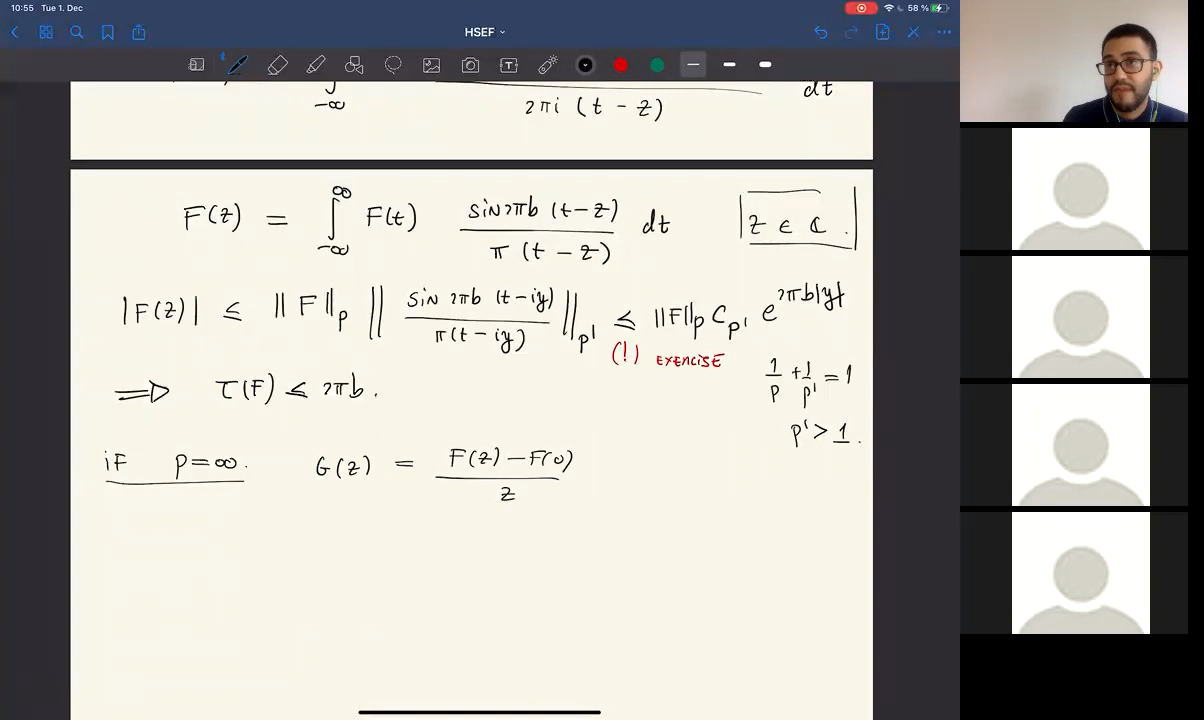 10:55 Tue 1. Dec
58 %
HSEF
∫ -∞ 2πi (t - z) dt
F(z) = ∫_{-∞}^{∞} F(t) sin 2πb (t-z) / π (t - z) dt z ∈ ℂ.
|F(z)| ≤ ||F||_p || sin 2πb (t-iy) / π(t-iy) ||_{p'} ≤ ||F||_p C_{p'} e^{2πb|y|}
(!) EXERCISE
1/p + 1/p' = 1
⟹ τ(F) ≤ 2πb.
p' > 1.
if p=∞. G(z) = F(z) - F(0) / z